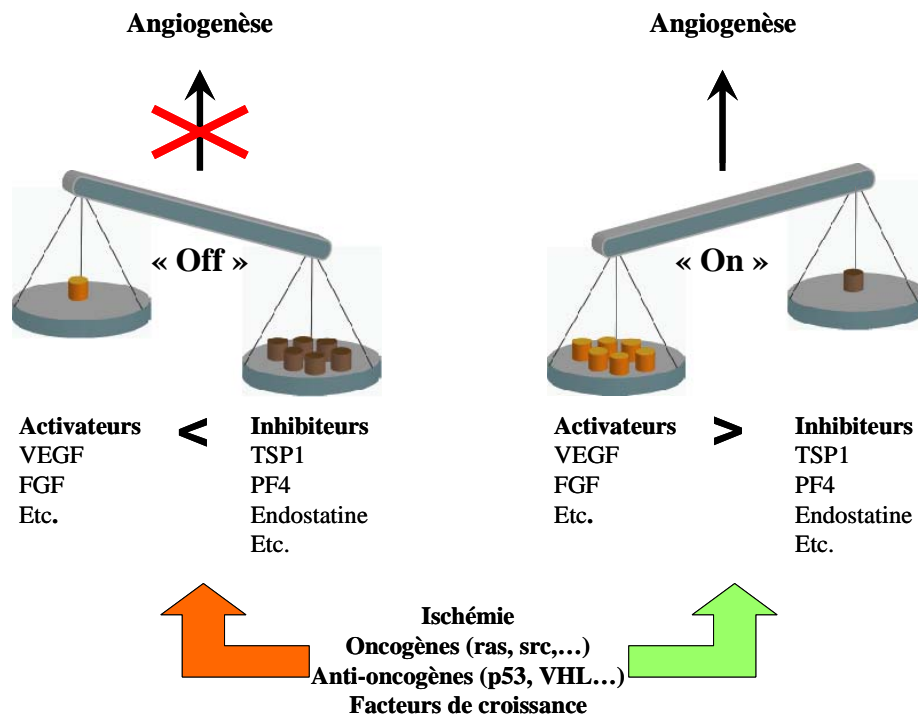 Angiogenèse
Angiogenèse
« Off »
« On »
Activateurs < Inhibiteurs
VEGF TSP1
FGF PF4
Etc. Endostatine
Etc.
Activateurs > Inhibiteurs
VEGF TSP1
FGF PF4
Etc. Endostatine
Etc.
Ischémie
Oncogènes (ras, src,…)
Anti-oncogènes (p53, VHL…)
Facteurs de croissance